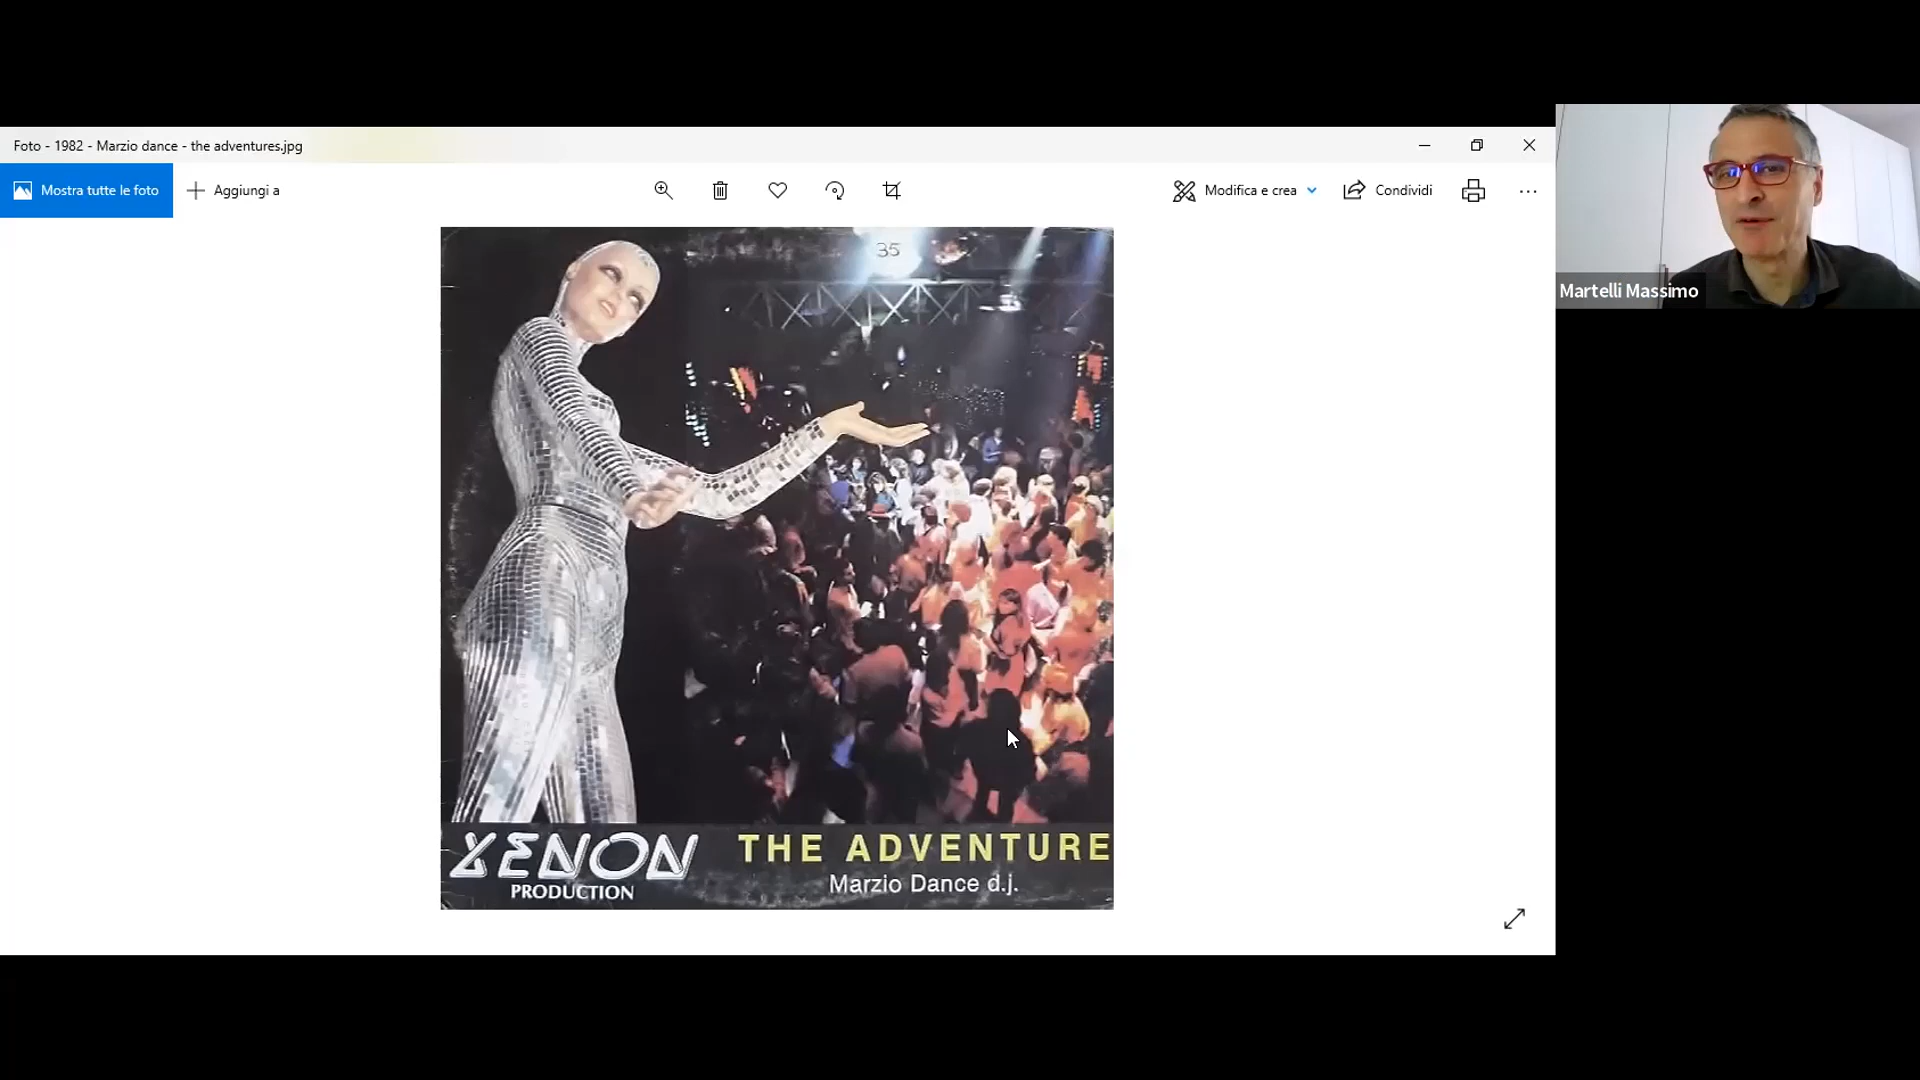 Foto - 1982 - Marzio dance - the adventures.jpg
Mostra tutte le foto
Aggiungi a
Modifica e crea
Condividi
35
XENON
PRODUCTION
THE ADVENTURE
Marzio Dance d.j.
Martelli Massimo